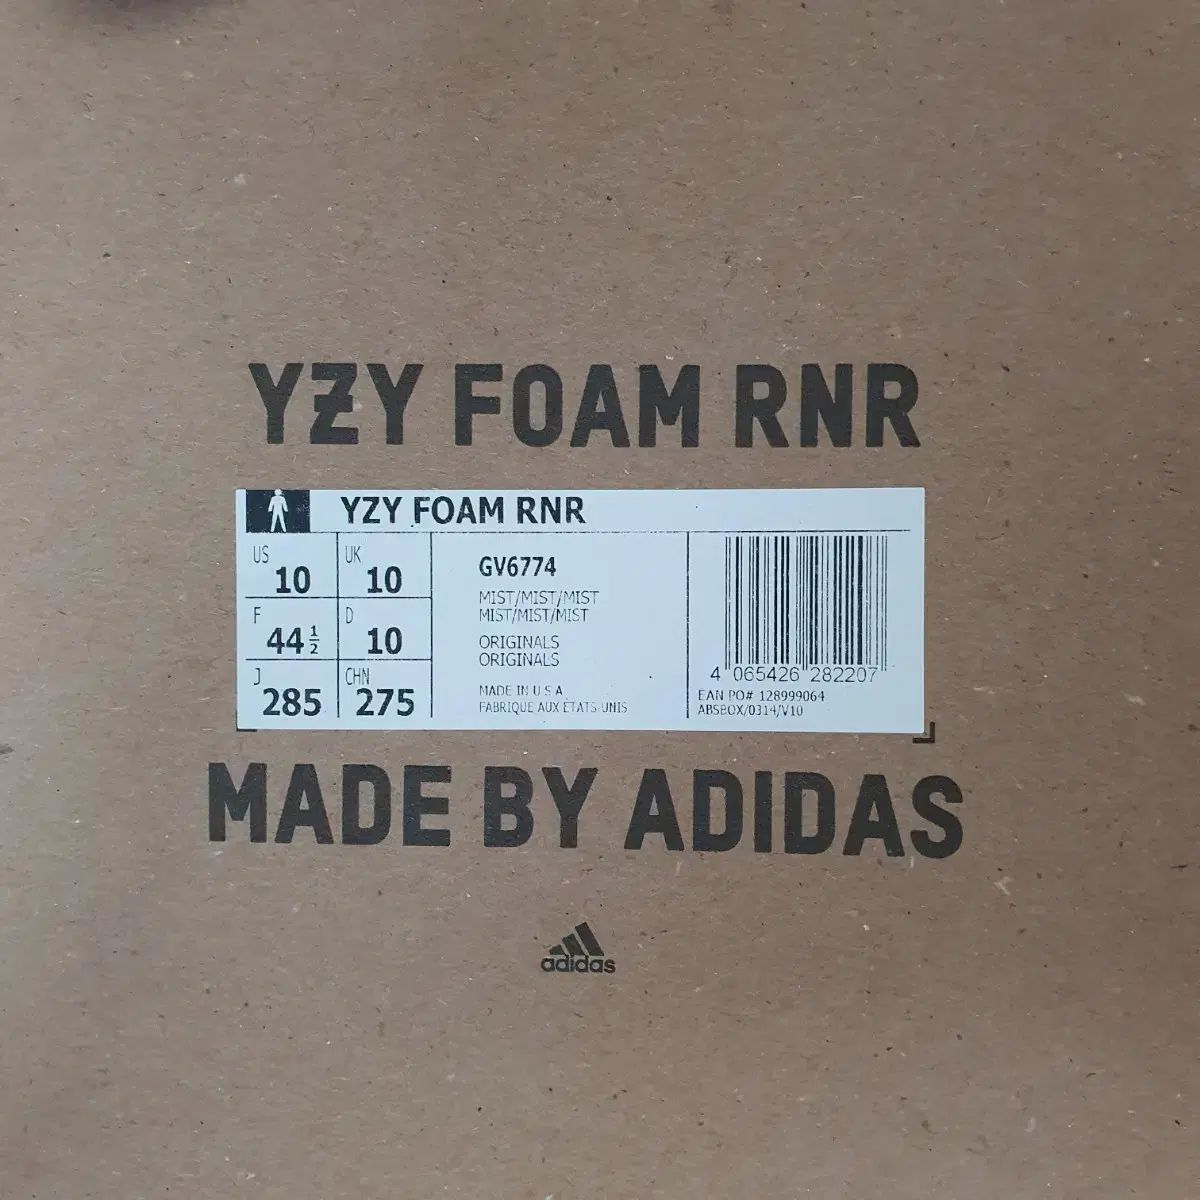 YZY FOAM RNR
YZY FOAM RNR
US 10 UK 10
F 44 ½ D 10
J 285 CHN 275
GV6774
MIST/MIST/MIST
MIST/MIST/MIST
ORIGINALS
ORIGINALS
MADE IN U S A
FABRIQUE AUX ETATS UNIS
4 065426 282207
EAN PO# 128999064
ABSBOX/0314/V10
MADE BY ADIDAS
adidas